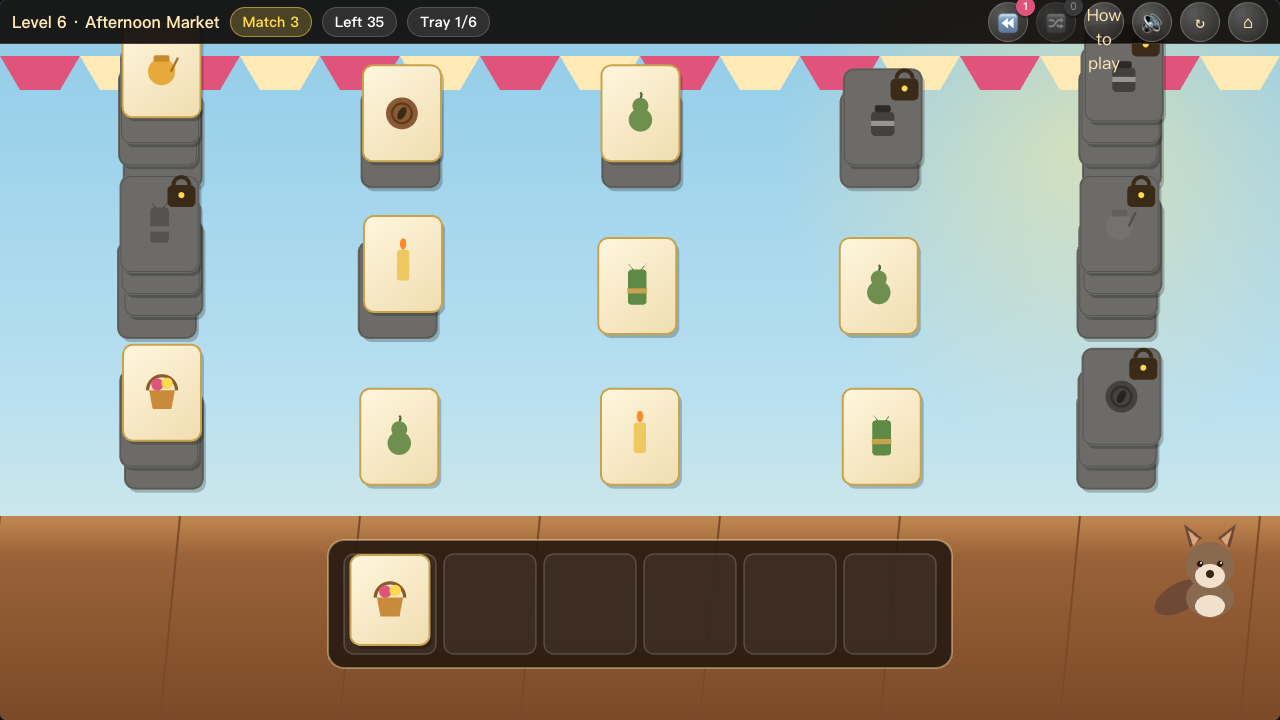 Level 6 · Afternoon Market
Match 3
Left 35
Tray 1/6
1
0
How
to
play